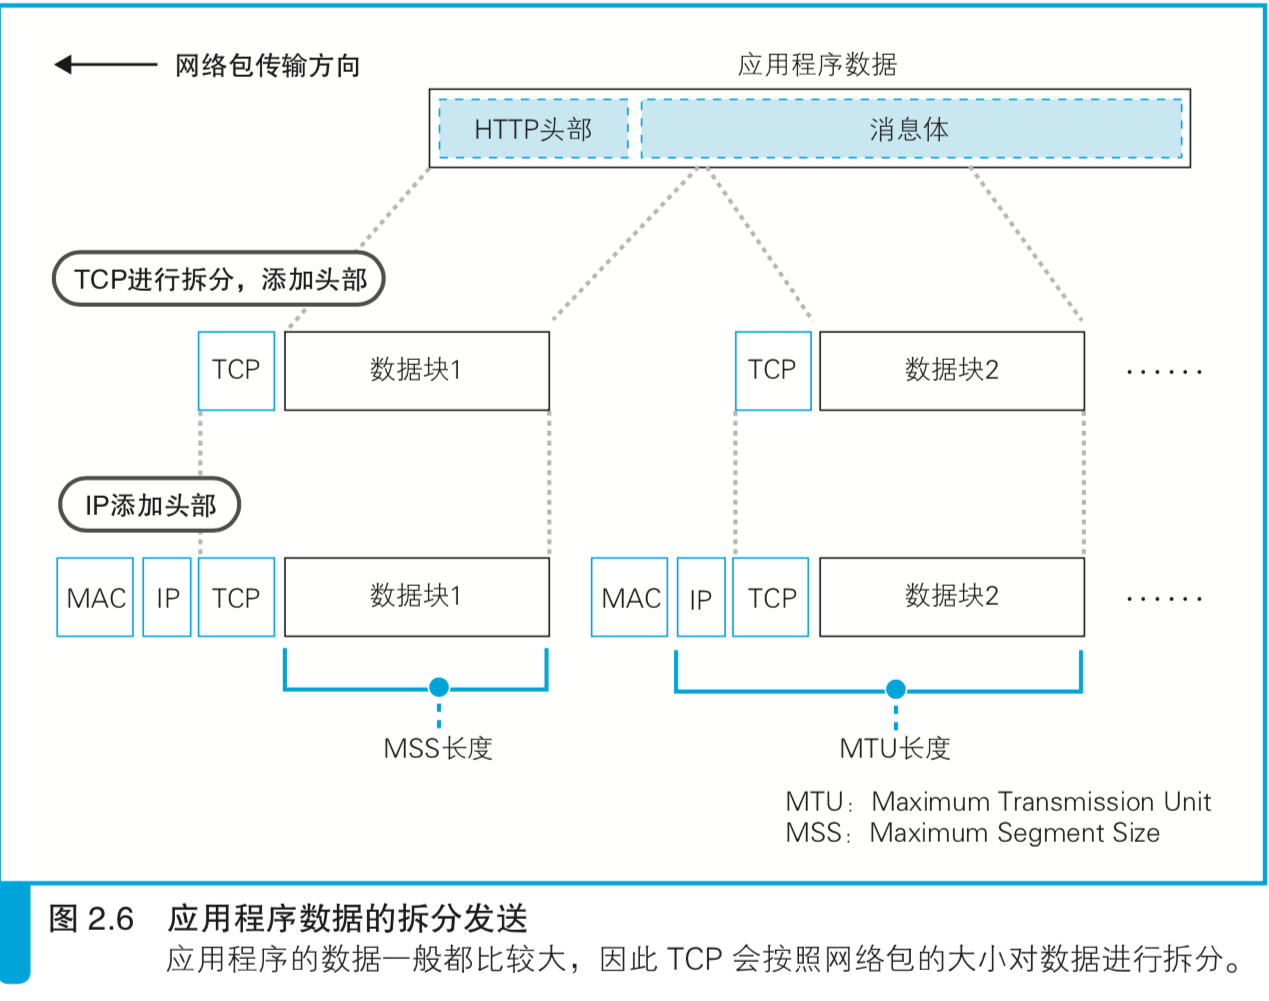 网络包传输方向
应用程序数据
HTTP头部 消息体
TCP进行拆分，添加头部
TCP 数据块1 TCP 数据块2 ······
IP添加头部
MAC IP TCP 数据块1 MAC IP TCP 数据块2 ······
MSS长度 MTU长度
MTU：Maximum Transmission Unit
MSS：Maximum Segment Size
图 2.6 应用程序数据的拆分发送
应用程序的数据一般都比较大，因此 TCP 会按照网络包的大小对数据进行拆分。